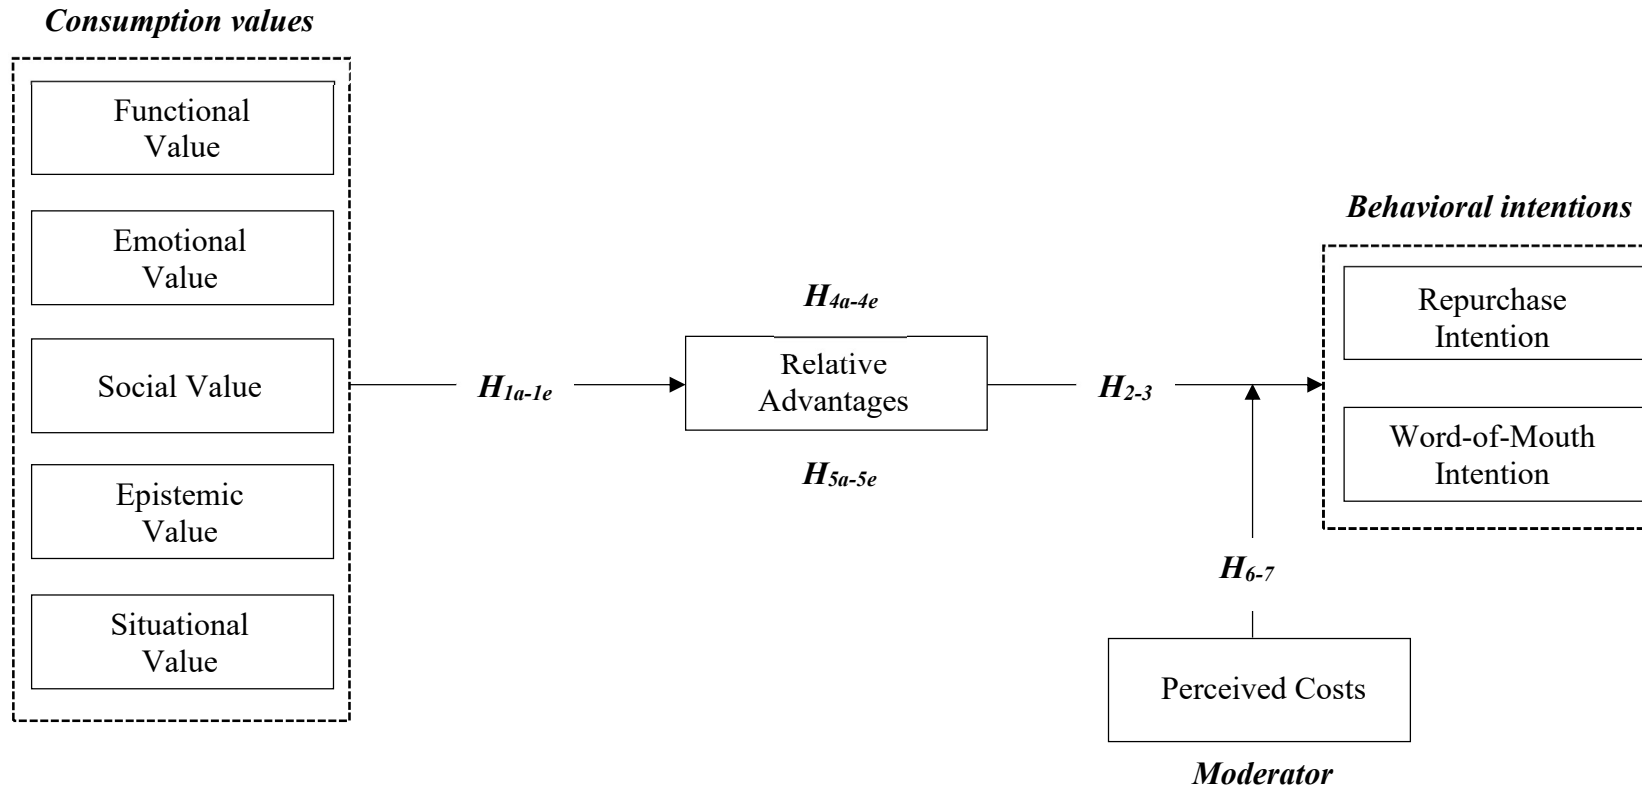 Consumption values
Functional
Value
Emotional
Value
Social Value
Epistemic
Value
Situational
Value
H1a-1e
H4a-4e
Relative
Advantages
H5a-5e
H2-3
Behavioral intentions
Repurchase
Intention
Word-of-Mouth
Intention
H6-7
Perceived Costs
Moderator